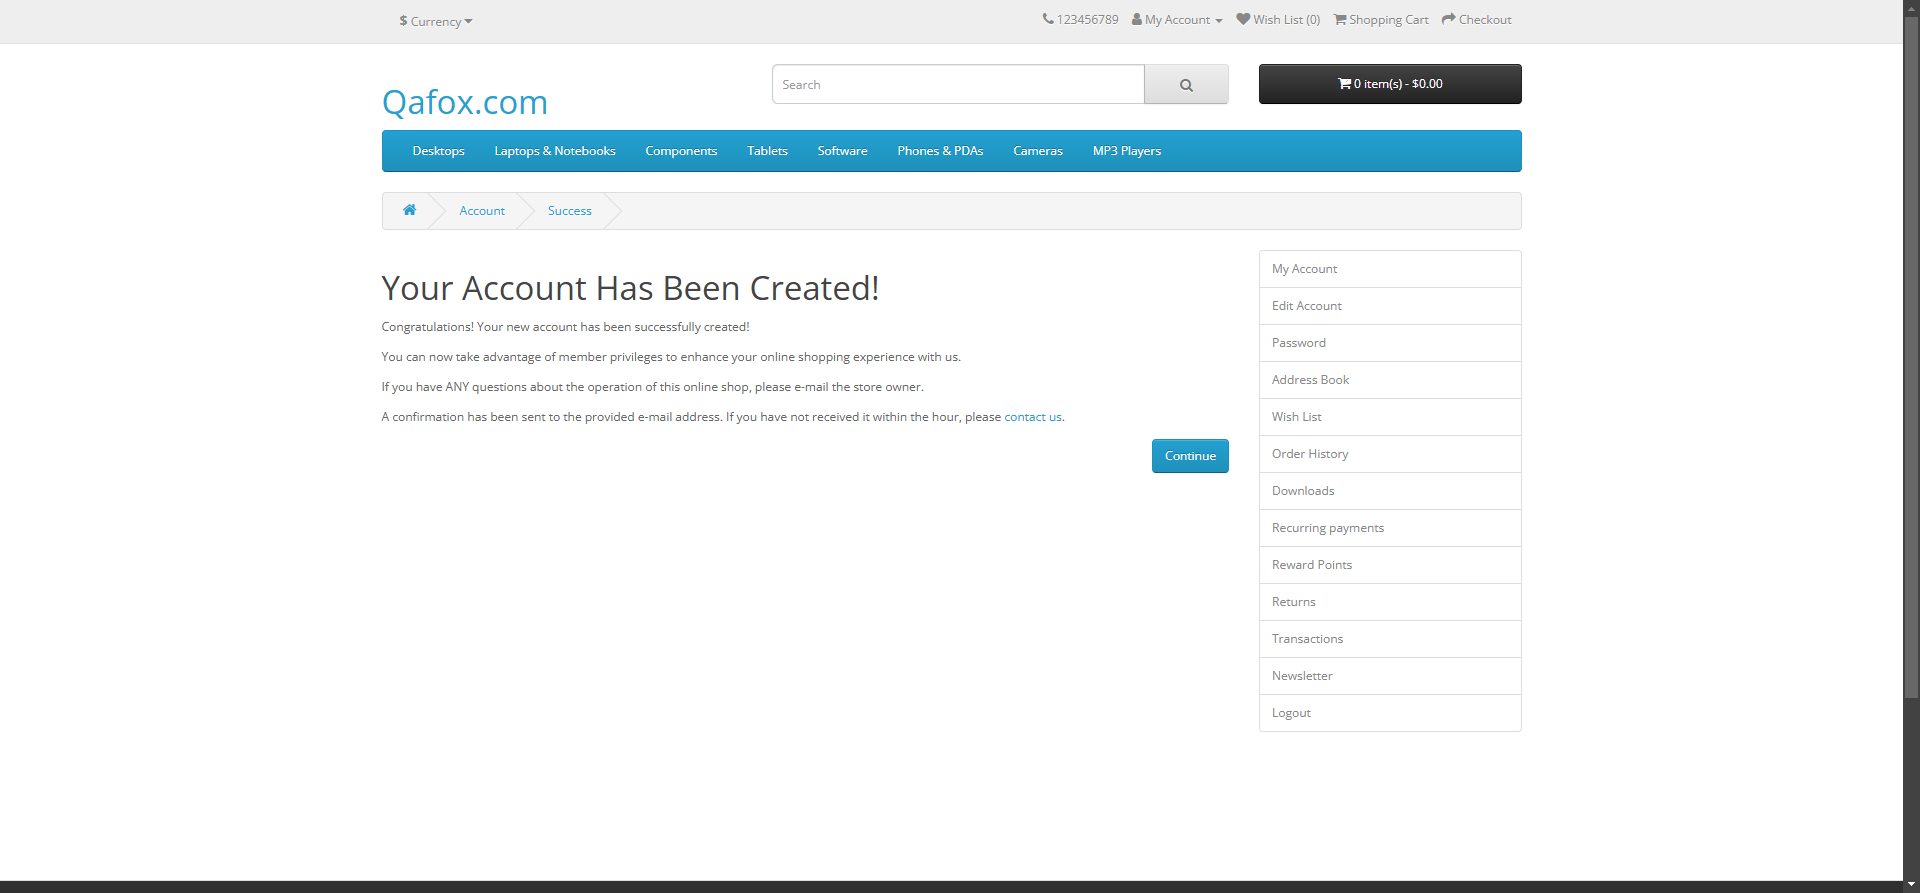 $ Currency
123456789 My Account Wish List (0) Shopping Cart Checkout
Qafox.com
Search
0 item(s) - $0.00
Desktops Laptops & Notebooks Components Tablets Software Phones & PDAs Cameras MP3 Players
Account Success
Your Account Has Been Created!
Congratulations! Your new account has been successfully created!
You can now take advantage of member privileges to enhance your online shopping experience with us.
If you have ANY questions about the operation of this online shop, please e-mail the store owner.
A confirmation has been sent to the provided e-mail address. If you have not received it within the hour, please contact us.
Continue
My Account
Edit Account
Password
Address Book
Wish List
Order History
Downloads
Recurring payments
Reward Points
Returns
Transactions
Newsletter
Logout